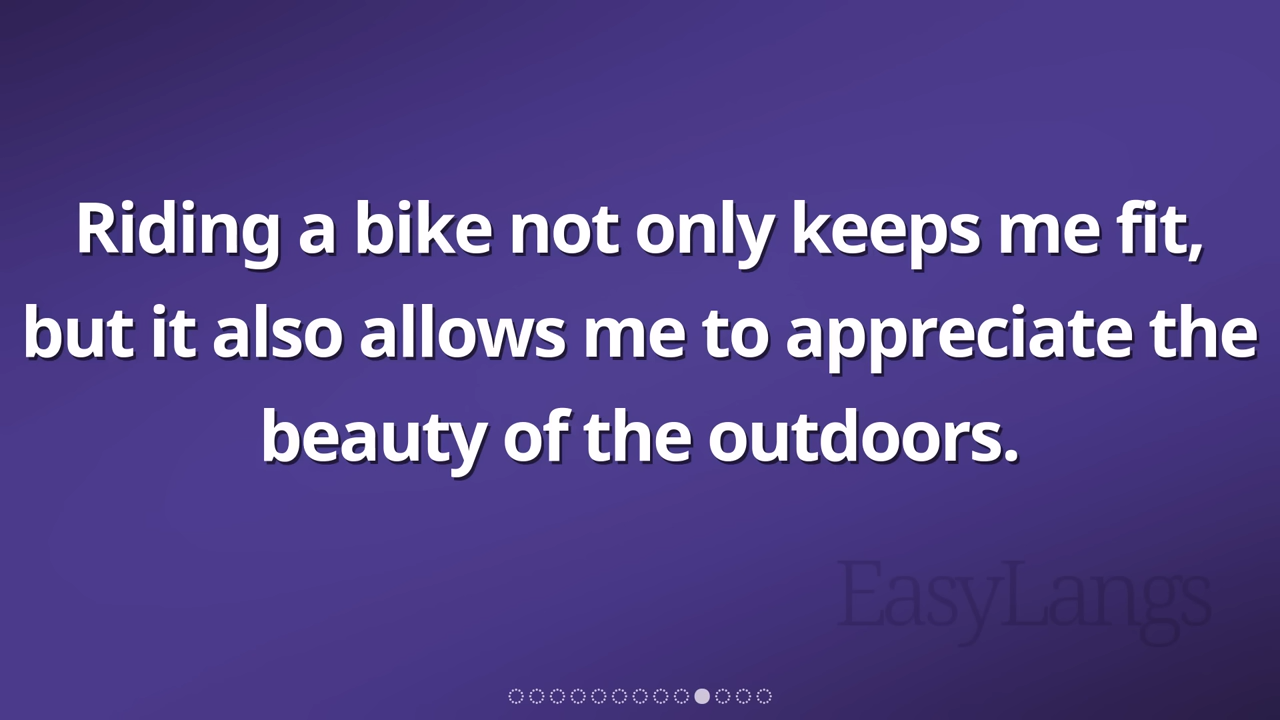 Riding a bike not only keeps me fit,
but it also allows me to appreciate the
beauty of the outdoors.
EasyLangs